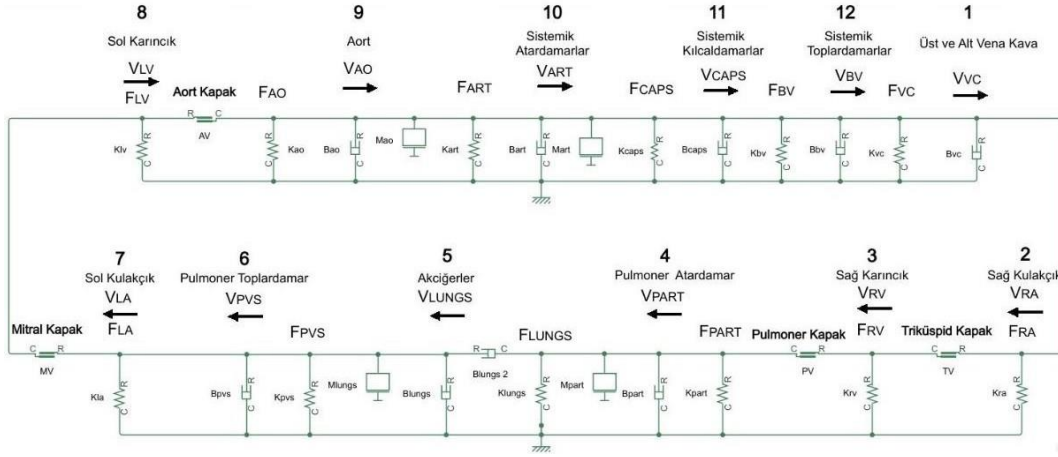 8
9
10
11
12
1
Sol Karıncık
Aort
Sistemik
Atardamarlar
Sistemik
Kılcaldamarlar
Sistemik
Toplardamarlar
Üst ve Alt Vena Kava
VLV
VAO
VART
VCAPS
VBV
VVC
FLV
Aort Kapak
FAO
FART
FCAPS
FBV
FVC
R C
AV
Klv
R
C
Kao
R
C
Bao
R
C
Mao
Kart
R
C
Bart
R
C
Mart
Kcaps
R
C
Bcaps
R
C
Kbv
R
C
Bbv
R
C
Kvc
R
C
Bvc
R
C
7
6
5
4
3
2
Sol Kulakçık
Pulmoner Toplardamar
Akciğerler
Pulmoner Atardamar
Sağ Karıncık
Sağ Kulakçık
VLA
VPVS
VLUNGS
VPART
VRV
VRA
Mitral Kapak
FLA
FPVS
FLUNGS
FPART
Pulmoner Kapak
FRV
Triküspid Kapak
FRA
C R
MV
R C
Blungs 2
C R
PV
C R
TV
Kla
R
C
Bpvs
R
C
Kpvs
R
C
Mlungs
Blungs
R
C
Klungs
R
C
Mpart
Bpart
R
C
Kpart
R
C
Krv
R
C
Kra
R
C